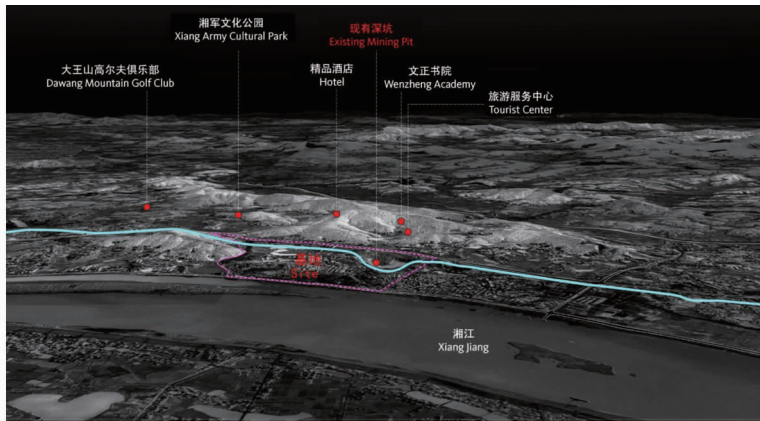 湘军文化公园
Xiang Army Cultural Park
现有深坑
Existing Mining Pit
大王山高尔夫俱乐部
Dawang Mountain Golf Club
精品酒店
Hotel
文正书院
Wenzheng Academy
旅游服务中心
Tourist Center
Site
湘江
Xiang Jiang